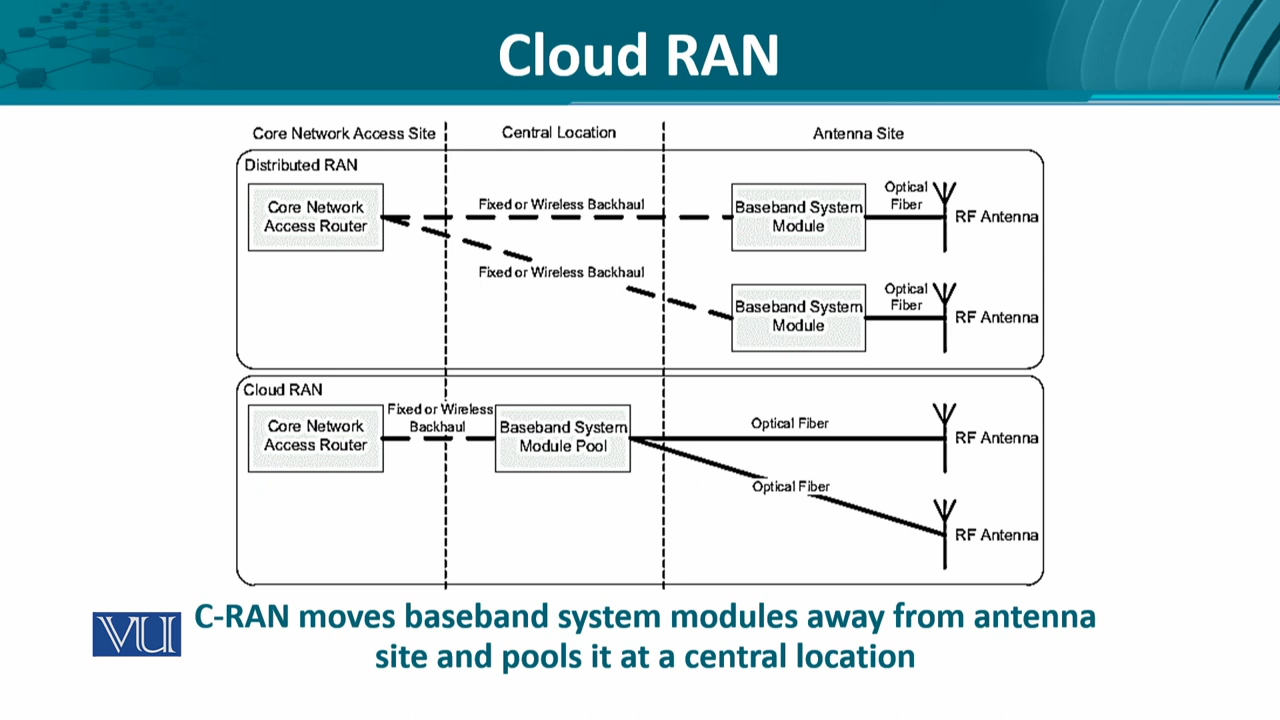 Cloud RAN
Core Network Access Site
Central Location
Antenna Site
Distributed RAN
Core Network
Access Router
Fixed or Wireless Backhaul
Baseband System
Module
Optical
Fiber
RF Antenna
Fixed or Wireless Backhaul
Baseband System
Module
Optical
Fiber
RF Antenna
Cloud RAN
Core Network
Access Router
Fixed or Wireless
Backhaul
Baseband System
Module Pool
Optical Fiber
RF Antenna
Optical Fiber
RF Antenna
VU
C-RAN moves baseband system modules away from antenna
site and pools it at a central location